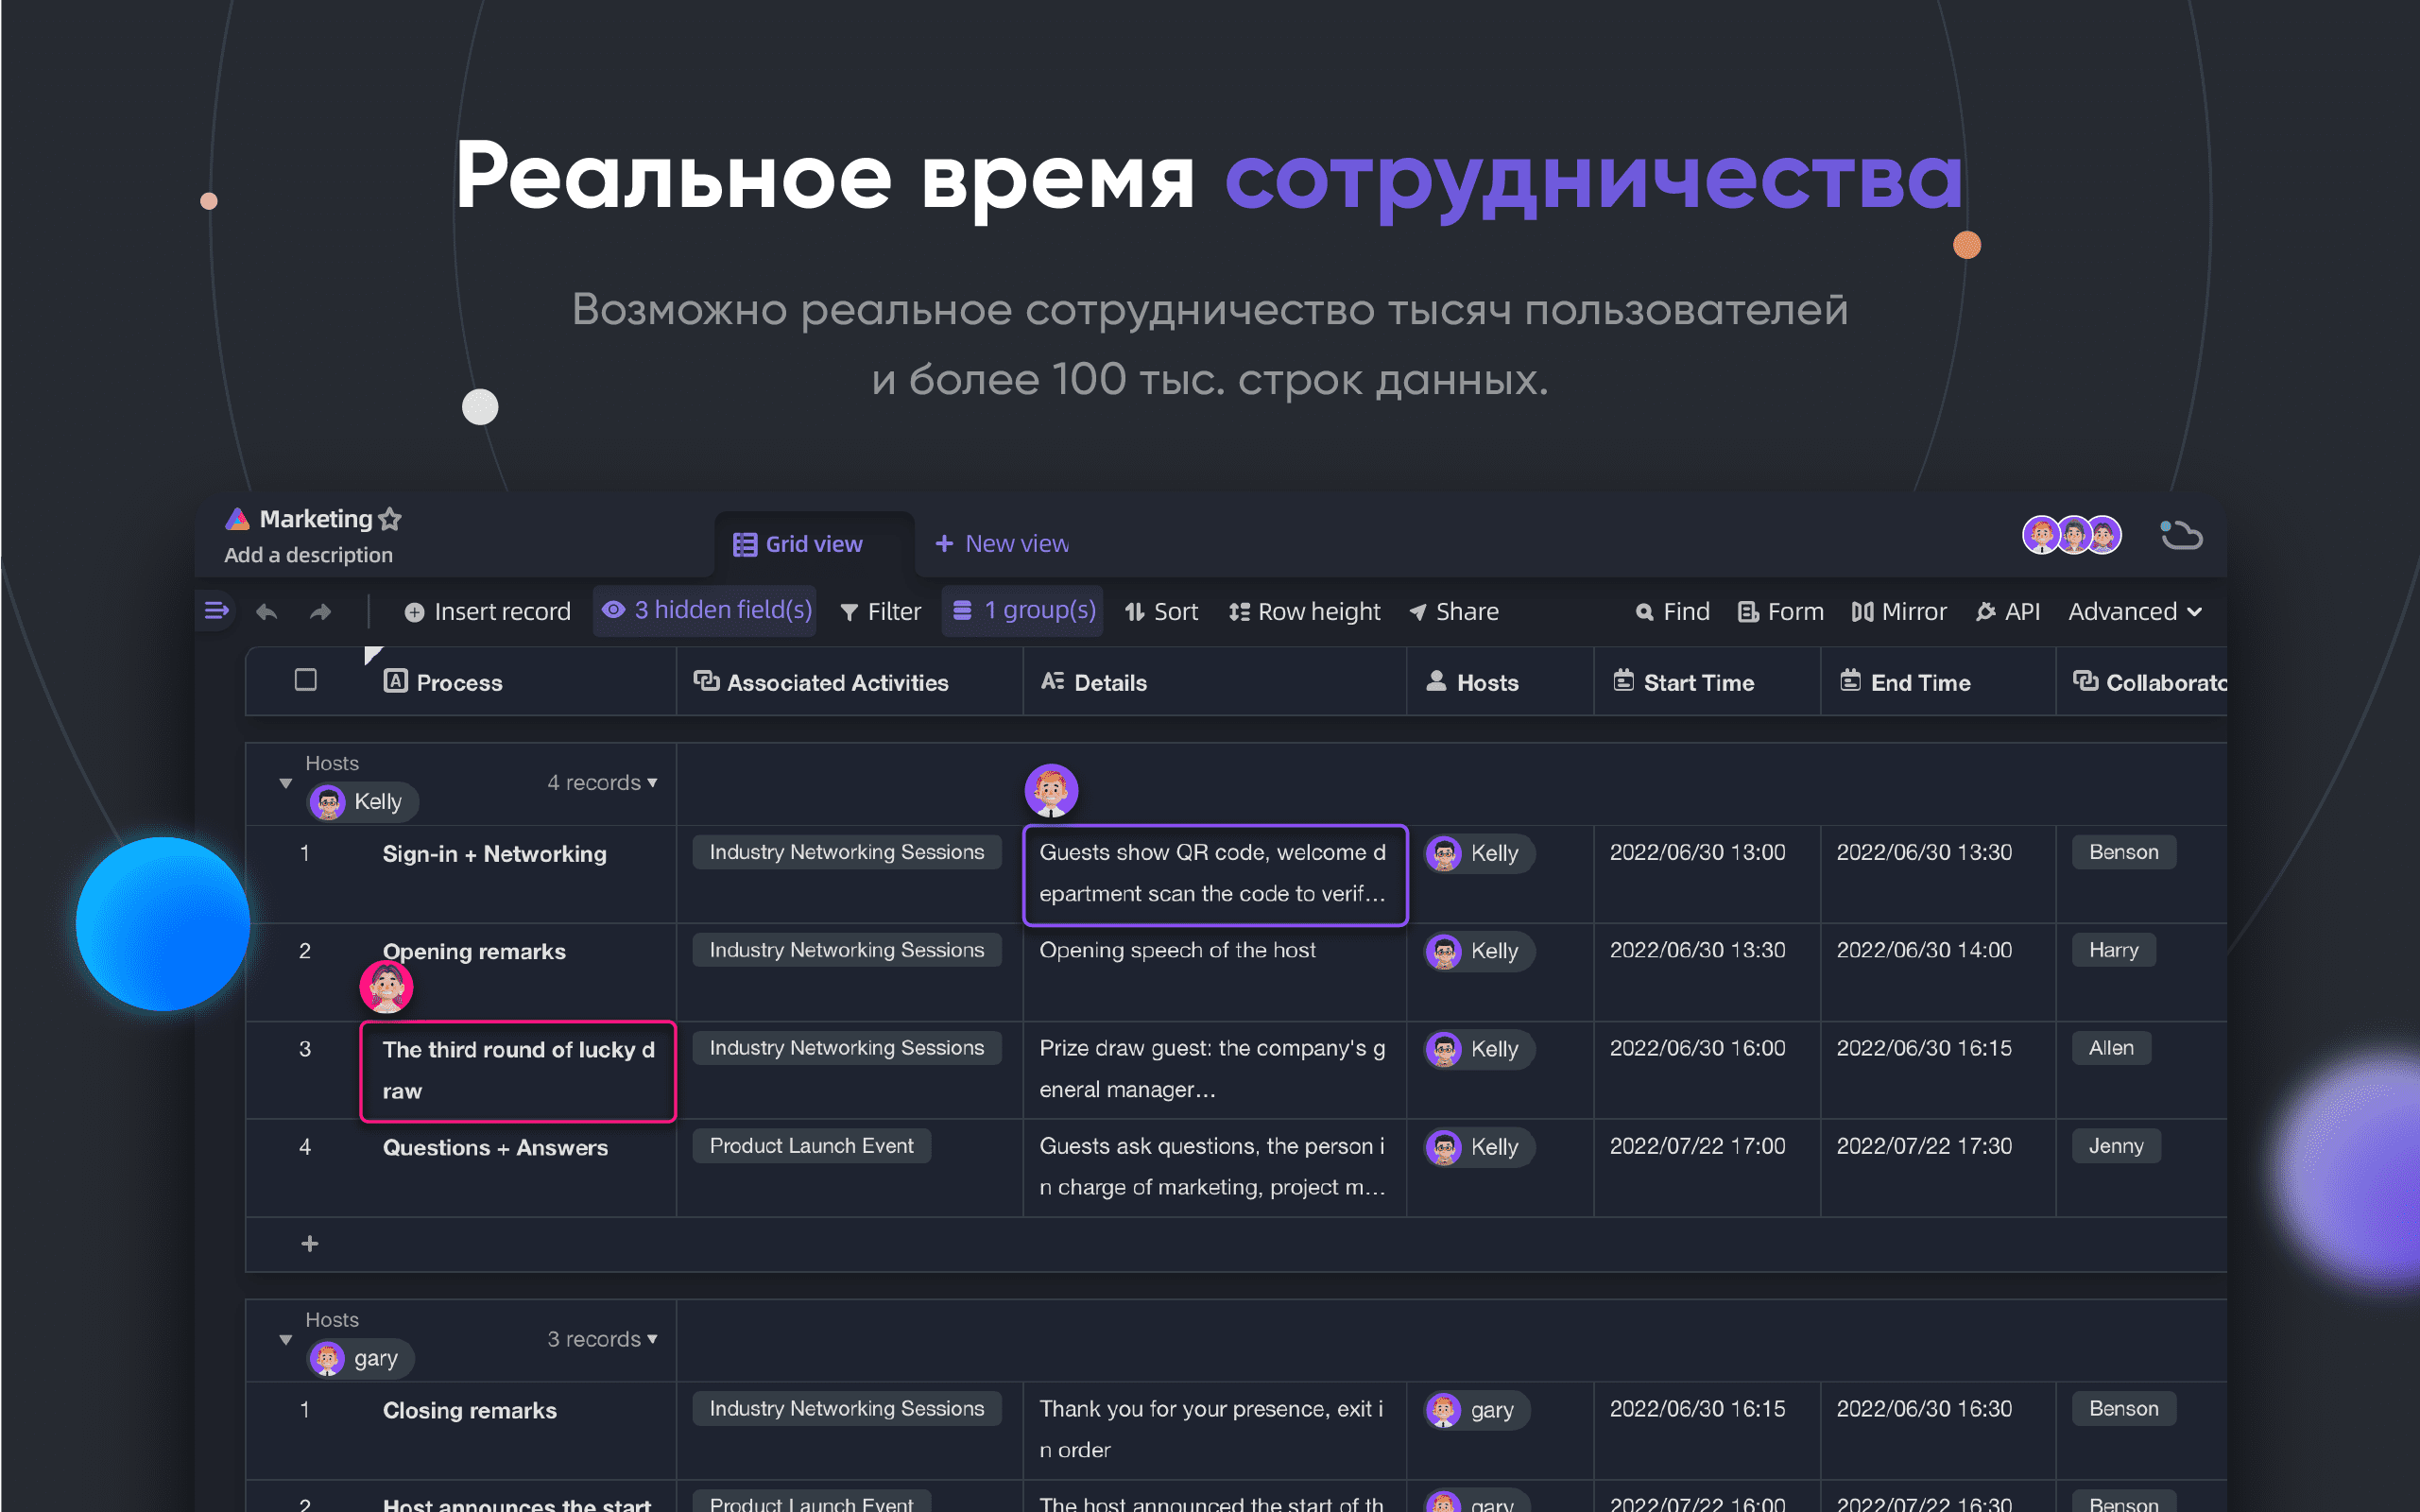 Реальное время сотрудничества
Возможно реальное сотрудничество тысяч пользователей
и более 100 тыс. строк данных.
Marketing
Add a description
Grid view
New view
Insert record
3 hidden field(s)
Filter
1 group(s)
Sort
Row height
Share
Find
Form
Mirror
API
Advanced
Process
Associated Activities
Details
Hosts
Start Time
End Time
Collaborato
Hosts
Kelly
4 records
1
Sign-in + Networking
Industry Networking Sessions
Guests show QR code, welcome d
epartment scan the code to verif...
Kelly
2022/06/30 13:00
2022/06/30 13:30
Benson
2
Opening remarks
Industry Networking Sessions
Opening speech of the host
Kelly
2022/06/30 13:30
2022/06/30 14:00
Harry
3
The third round of lucky d
raw
Industry Networking Sessions
Prize draw guest: the company's g
eneral manager...
Kelly
2022/06/30 16:00
2022/06/30 16:15
Allen
4
Questions + Answers
Product Launch Event
Guests ask questions, the person i
n charge of marketing, project m...
Kelly
2022/07/22 17:00
2022/07/22 17:30
Jenny
Hosts
gary
3 records
1
Closing remarks
Industry Networking Sessions
Thank you for your presence, exit i
n order
gary
2022/06/30 16:15
2022/06/30 16:30
Benson
2
Host announces the start
Product Launch Event
The host announced the start of th
gary
2022/07/22 16:00
2022/07/22 16:30
Benson